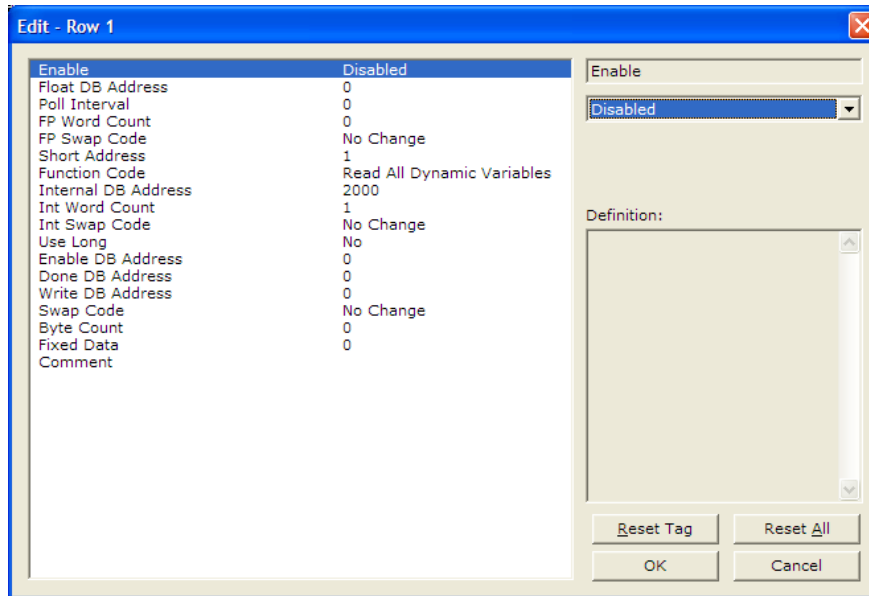 Edit - Row 1
Enable Disabled
Float DB Address 0
Poll Interval 0
FP Word Count 0
FP Swap Code No Change
Short Address 1
Function Code Read All Dynamic Variables
Internal DB Address 2000
Int Word Count 1
Int Swap Code No Change
Use Long No
Enable DB Address 0
Done DB Address 0
Write DB Address 0
Swap Code No Change
Byte Count 0
Fixed Data 0
Comment
Enable
Disabled
Definition:
Reset Tag Reset All
OK Cancel